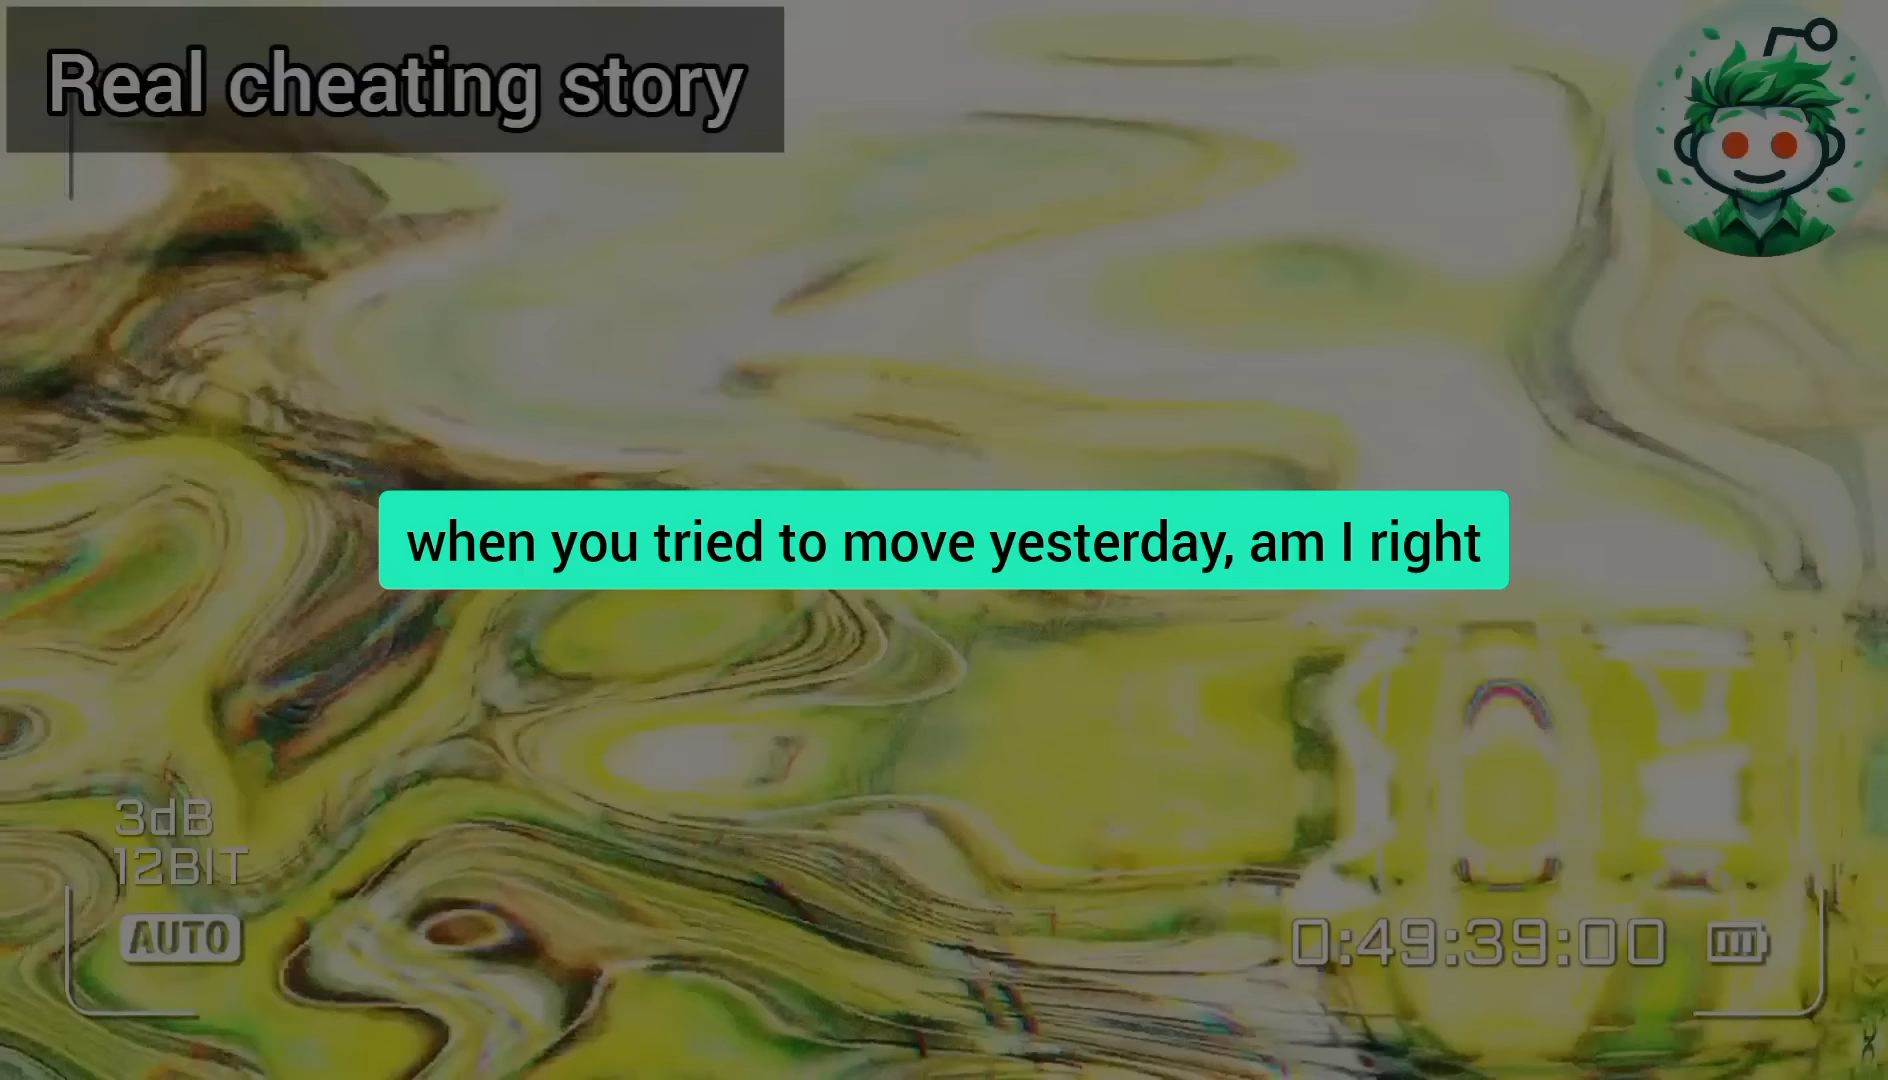 Real cheating story
when you tried to move yesterday, am I right
3dB
12BIT
AUTO
0:49:39:00